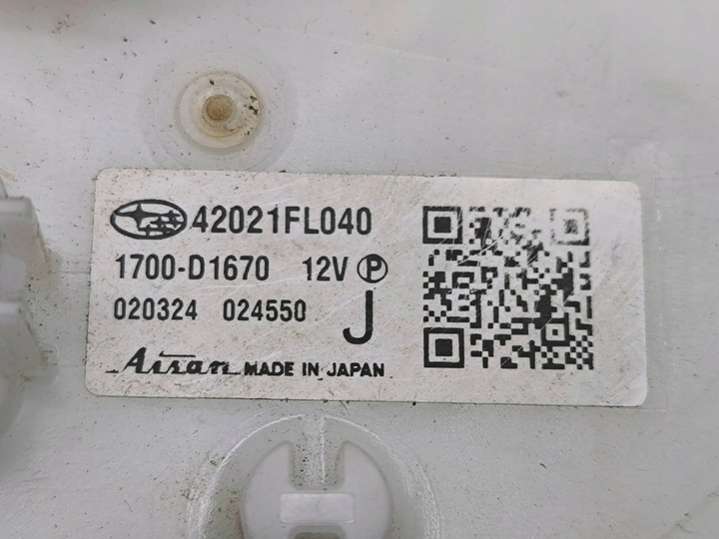 42021FL040
1700-D1670 12V P
020324 024550 J
Aisan MADE IN JAPAN